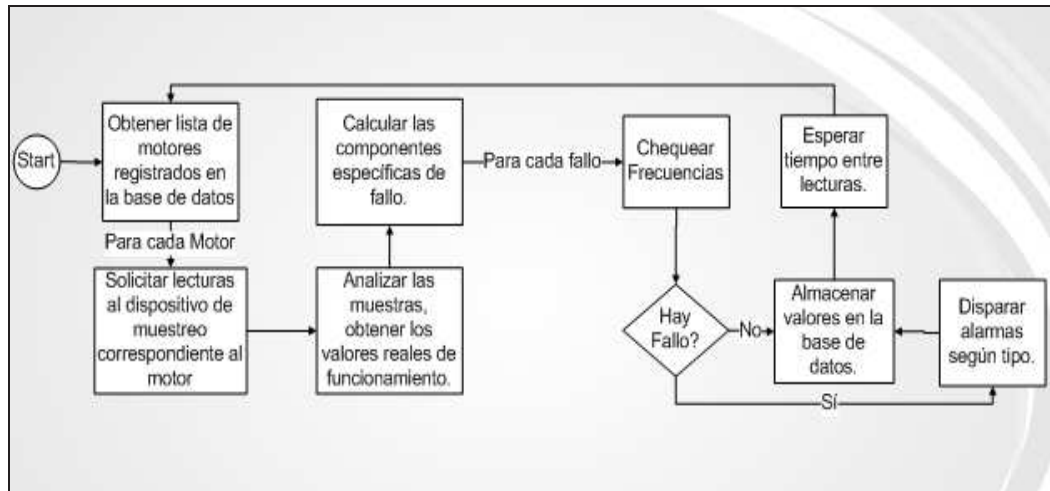 Start
Obtener lista de
motores
registrados en
la base de datos
Para cada Motor
Solicitar lecturas
al dispositivo de
muestreo
correspondiente al
motor
Analizar las
muestras,
obtener los
valores reales de
funcionamiento.
Calcular las
componentes
específicas de
fallo.
Para cada fallo
Chequear
Frecuencias
Hay
Fallo?
No
Sí
Almacenar
valores en la
base de
datos.
Disparar
alarmas
según tipo.
Esperar
tiempo entre
lecturas.